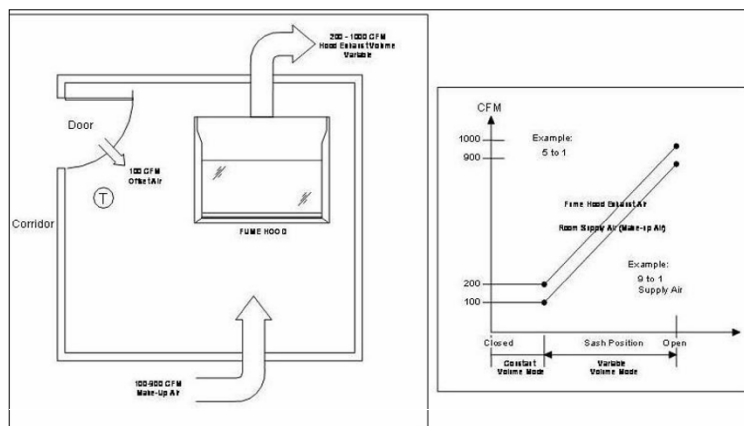 200 - 1000 CFM
Hood Exhaust Volume
Variable
Door
100 CFM
Offset Air
T
Corridor
FUME HOOD
100-900 CFM
Make-Up Air
CFM
1000
900
Example:
5 to 1
Fume Hood Exhaust Air
Room Supply Air (Make-up Air)
Example:
9 to 1
Supply Air
200
100
Closed
Sash Position
Open
Constant
Volume Mode
Variable
Volume Mode